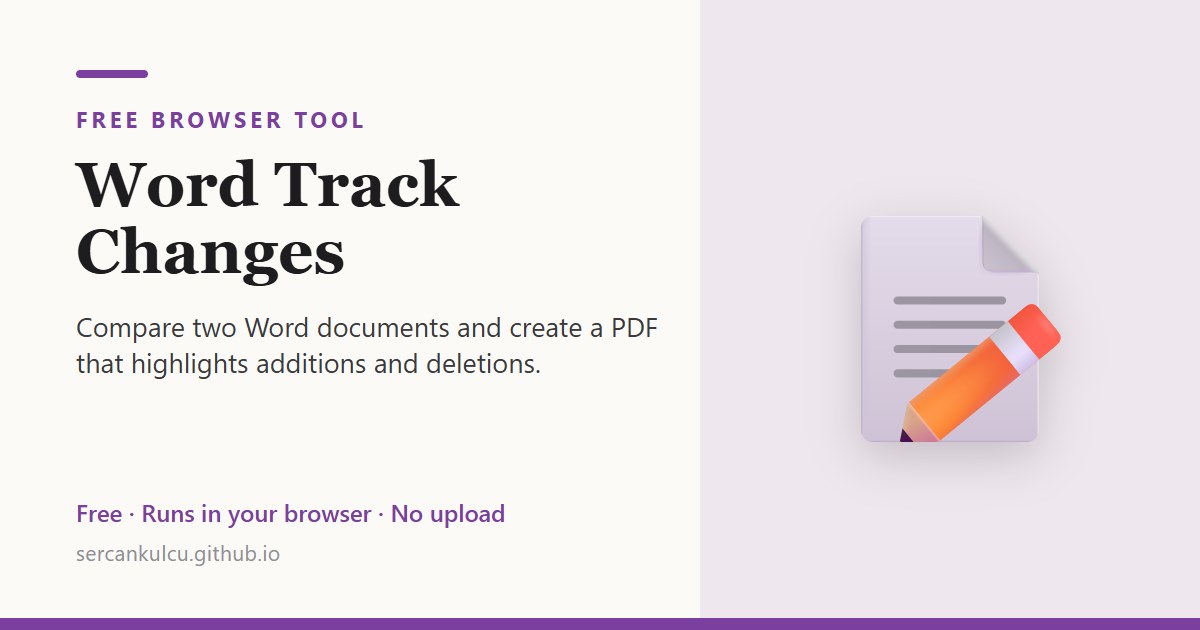 FREE BROWSER TOOL
Word Track
Changes
Compare two Word documents and create a PDF
that highlights additions and deletions.
Free · Runs in your browser · No upload
sercankulcu.github.io